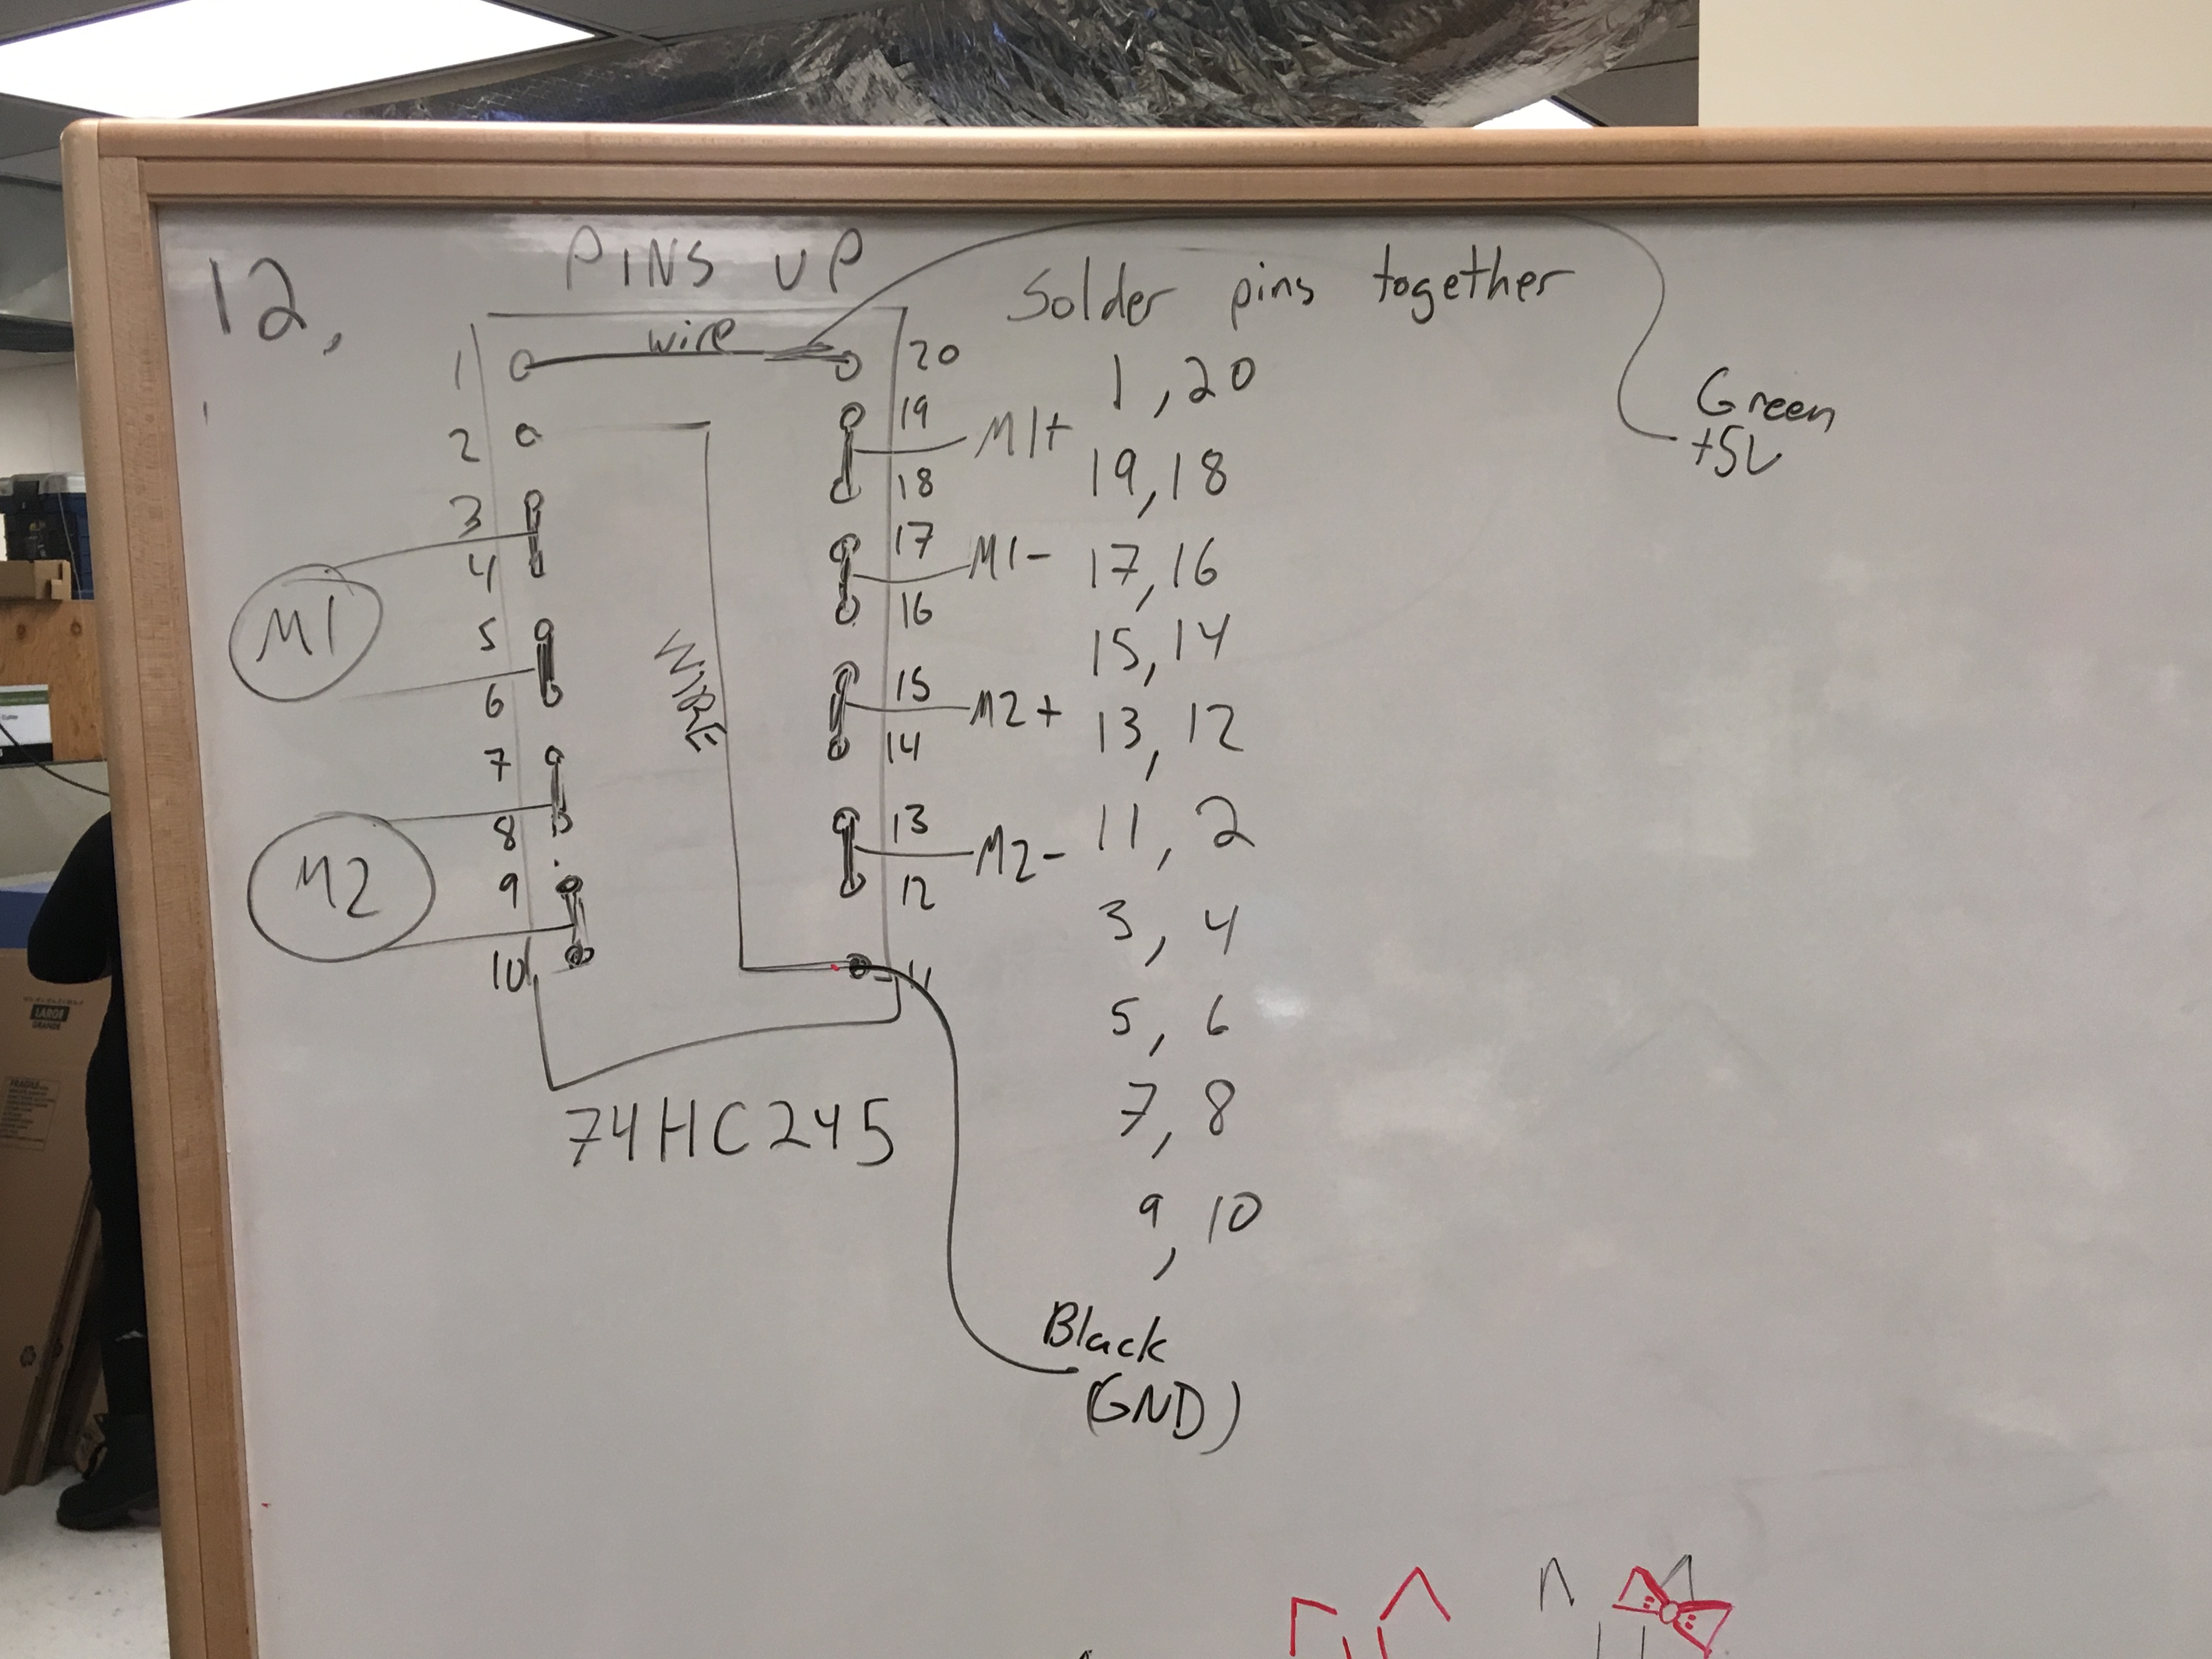 12,
PINS UP
wire
1
2
3
4
5
6
7
8
9
10
20
19
18
17
16
15
14
13
12
11
M1
M2
WIRE
M1+
M1-
M2+
M2-
74HC245
Solder pins together
1, 20
19, 18
17, 16
15, 14
13, 12
11, 2
3, 4
5, 6
7, 8
9, 10
Green
+5V
Black
(GND)
LARGE
GRANDE